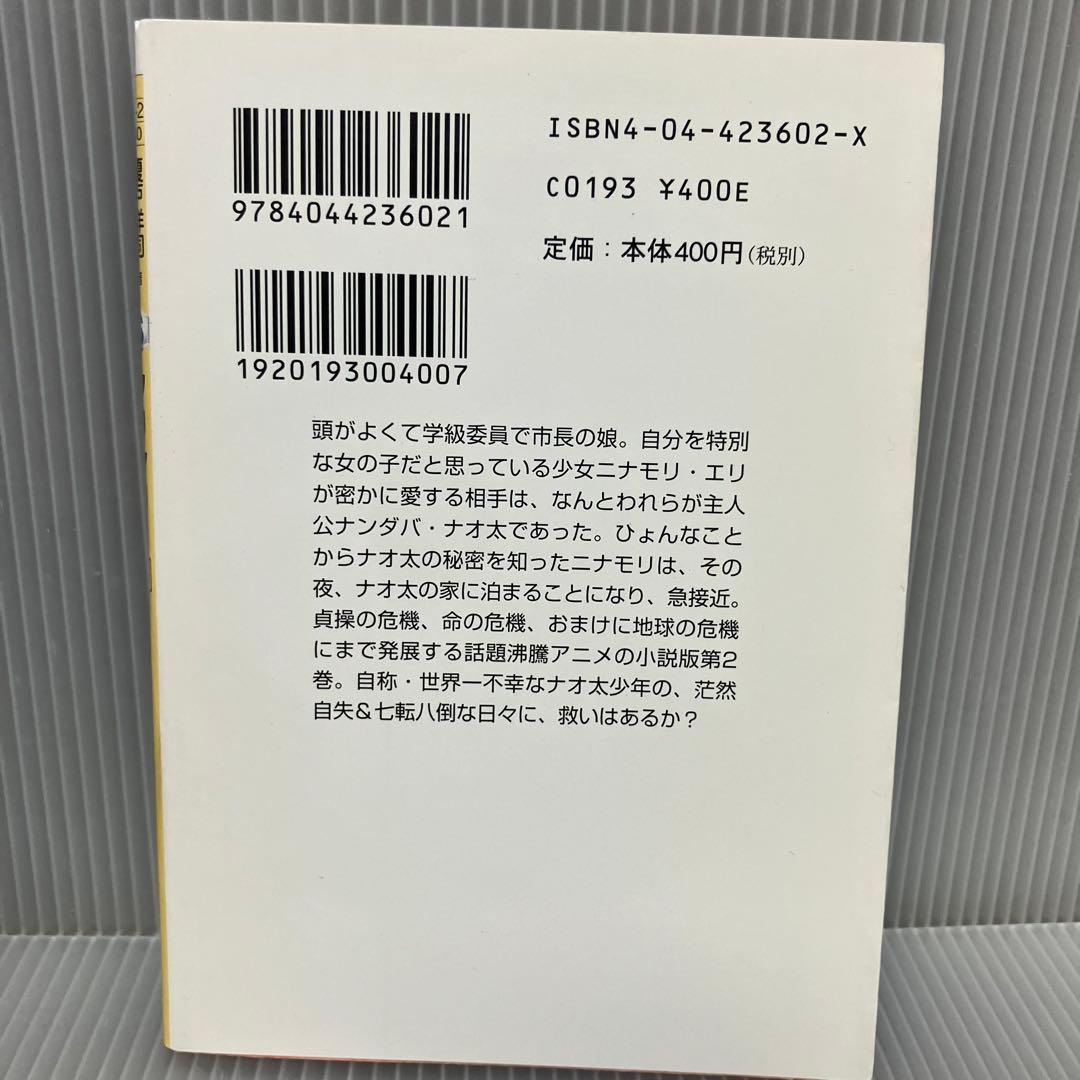 ISBN4-04-423602-X
C0193 ¥400E
定価：本体400円（税別）
9784044236021
1920193004007
頭がよくて学級委員で市長の娘。自分を特別
な女の子だと思っている少女ニナモリ・エリ
が密かに愛する相手は、なんとわれらが主人
公ナンダバ・ナオ太であった。ひょんなこと
からナオ太の秘密を知ったニナモリは、その
夜、ナオ太の家に泊まることになり、急接近。
貞操の危機、命の危機、おまけに地球の危機
にまで発展する話題沸騰アニメの小説版第2
巻。自称・世界一不幸なナオ太少年の、茫然
自失＆七転八倒な日々に、救いはあるか？